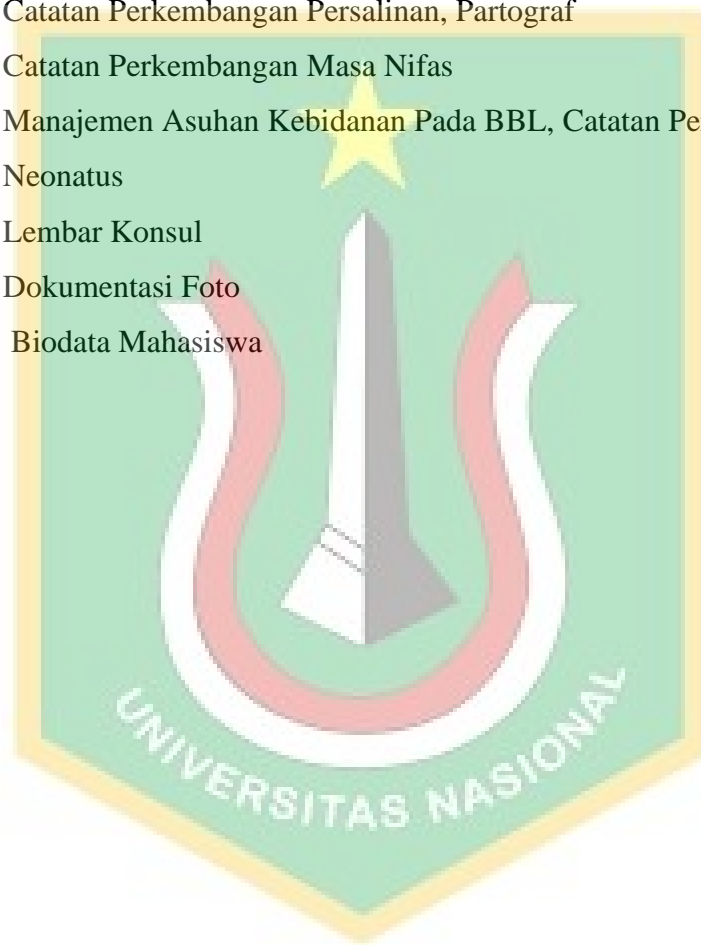 Catatan Perkembangan Persalinan, Partograf
Catatan Perkembangan Masa Nifas
Manajemen Asuhan Kebidanan Pada BBL, Catatan Pe
Neonatus
Lembar Konsul
Dokumentasi Foto
Biodata Mahasiswa
UNIVERSITAS NASIONAL